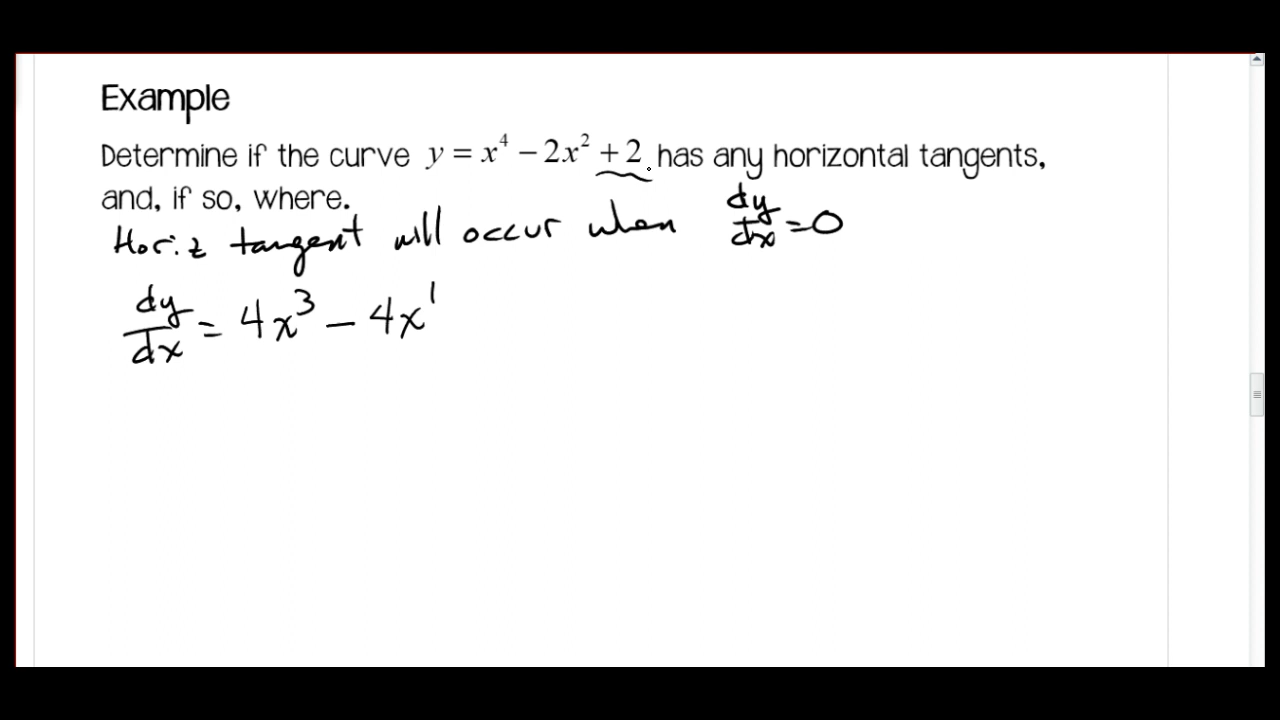 Example
Determine if the curve y = x⁴ − 2x² + 2 has any horizontal tangents,
and, if so, where.
Horiz tangent will occur when dy/dx = 0
dy/dx = 4x³ − 4x¹